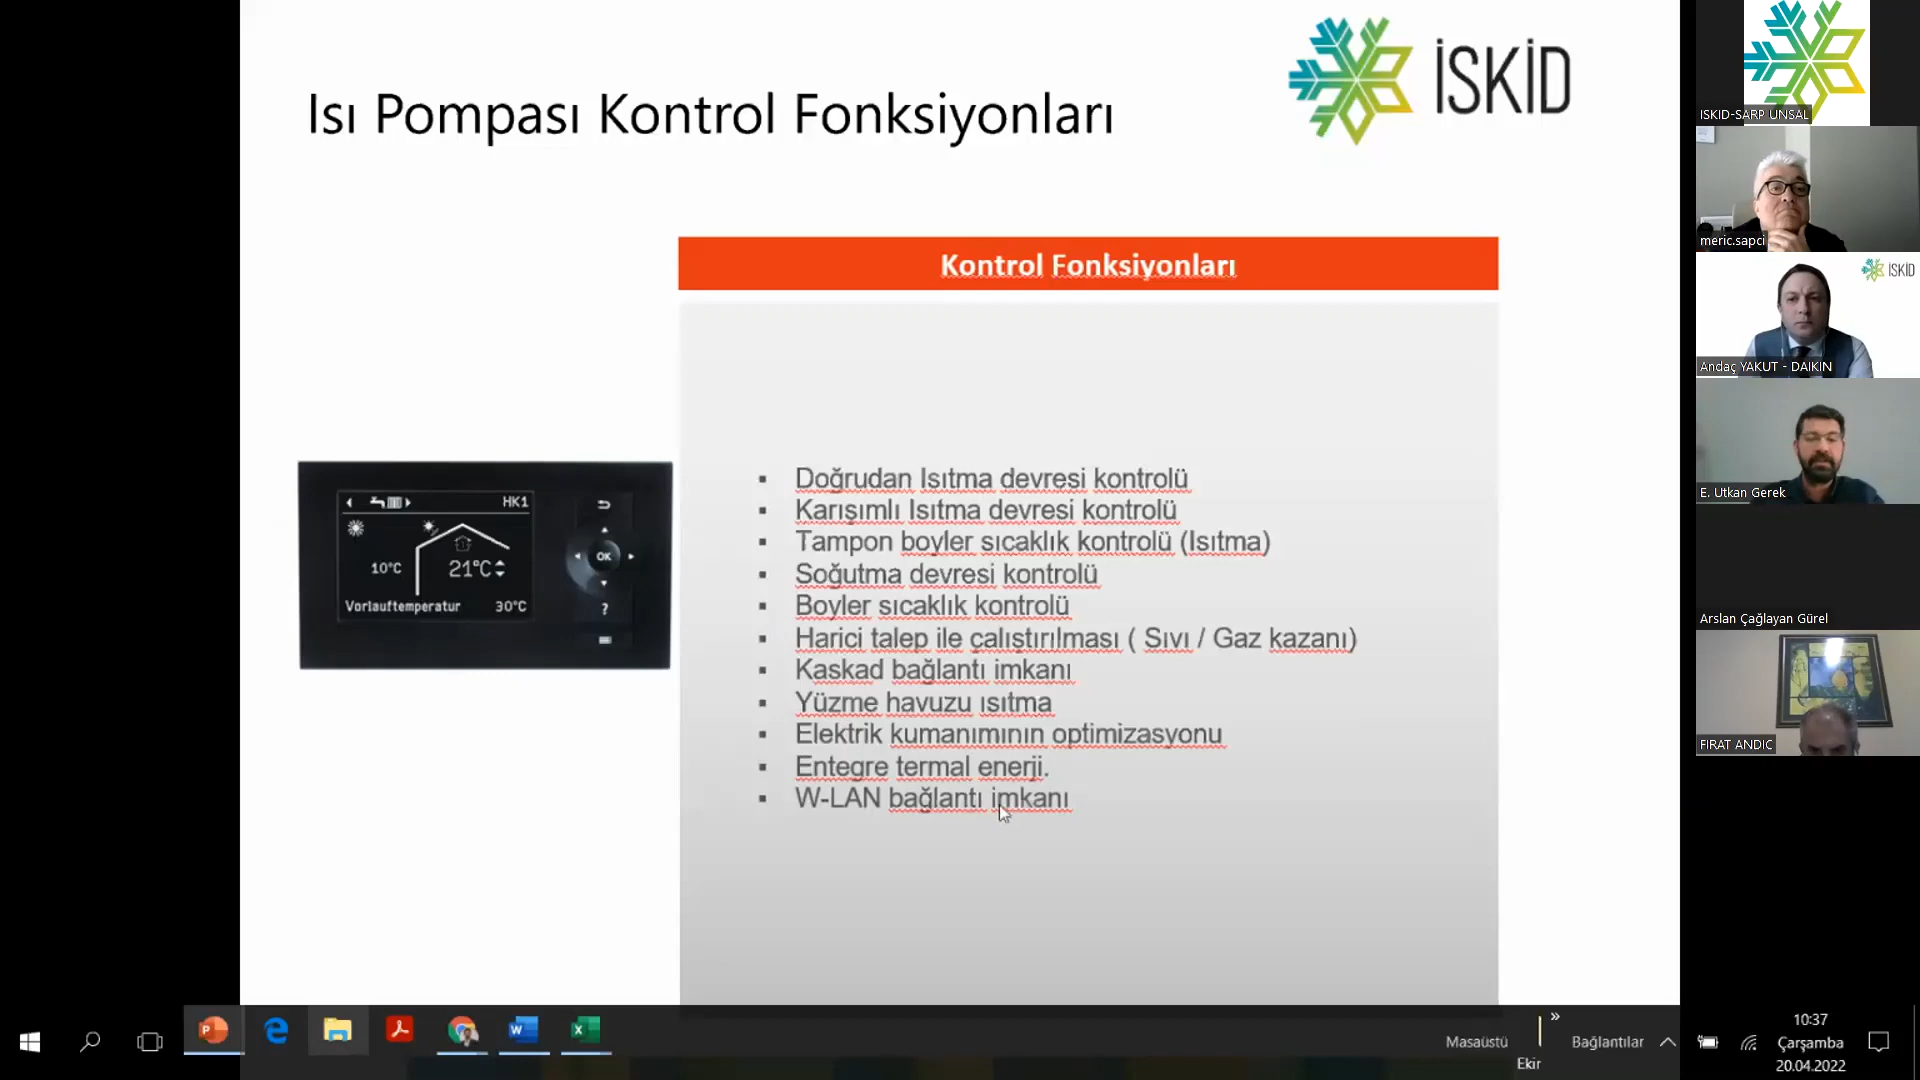 Isı Pompası Kontrol Fonksiyonları
İSKİD
Kontrol Fonksiyonları
▪ Doğrudan Isıtma devresi kontrolü
▪ Karışımlı Isıtma devresi kontrolü
▪ Tampon boyler sıcaklık kontrolü (Isıtma)
▪ Soğutma devresi kontrolü
▪ Boyler sıcaklık kontrolü
▪ Harici talep ile çalıştırılması ( Sıvı / Gaz kazanı)
▪ Kaskad bağlantı imkanı
▪ Yüzme havuzu ısıtma
▪ Elektrik kumanımının optimizasyonu
▪ Entegre termal enerji.
▪ W-LAN bağlantı imkanı
HK1
10°C
21°C
Vorlauftemperatur 30°C
OK
?
ISKID-SARP ÜNSAL
meric.sapci
İSKİD
Andaç YAKUT - DAIKIN
E. Utkan Gerek
Arslan Çağlayan Gürel
FIRAT ANDIC
Masaüstü
Ekir
»
Bağlantılar
10:37
Çarşamba
20.04.2022